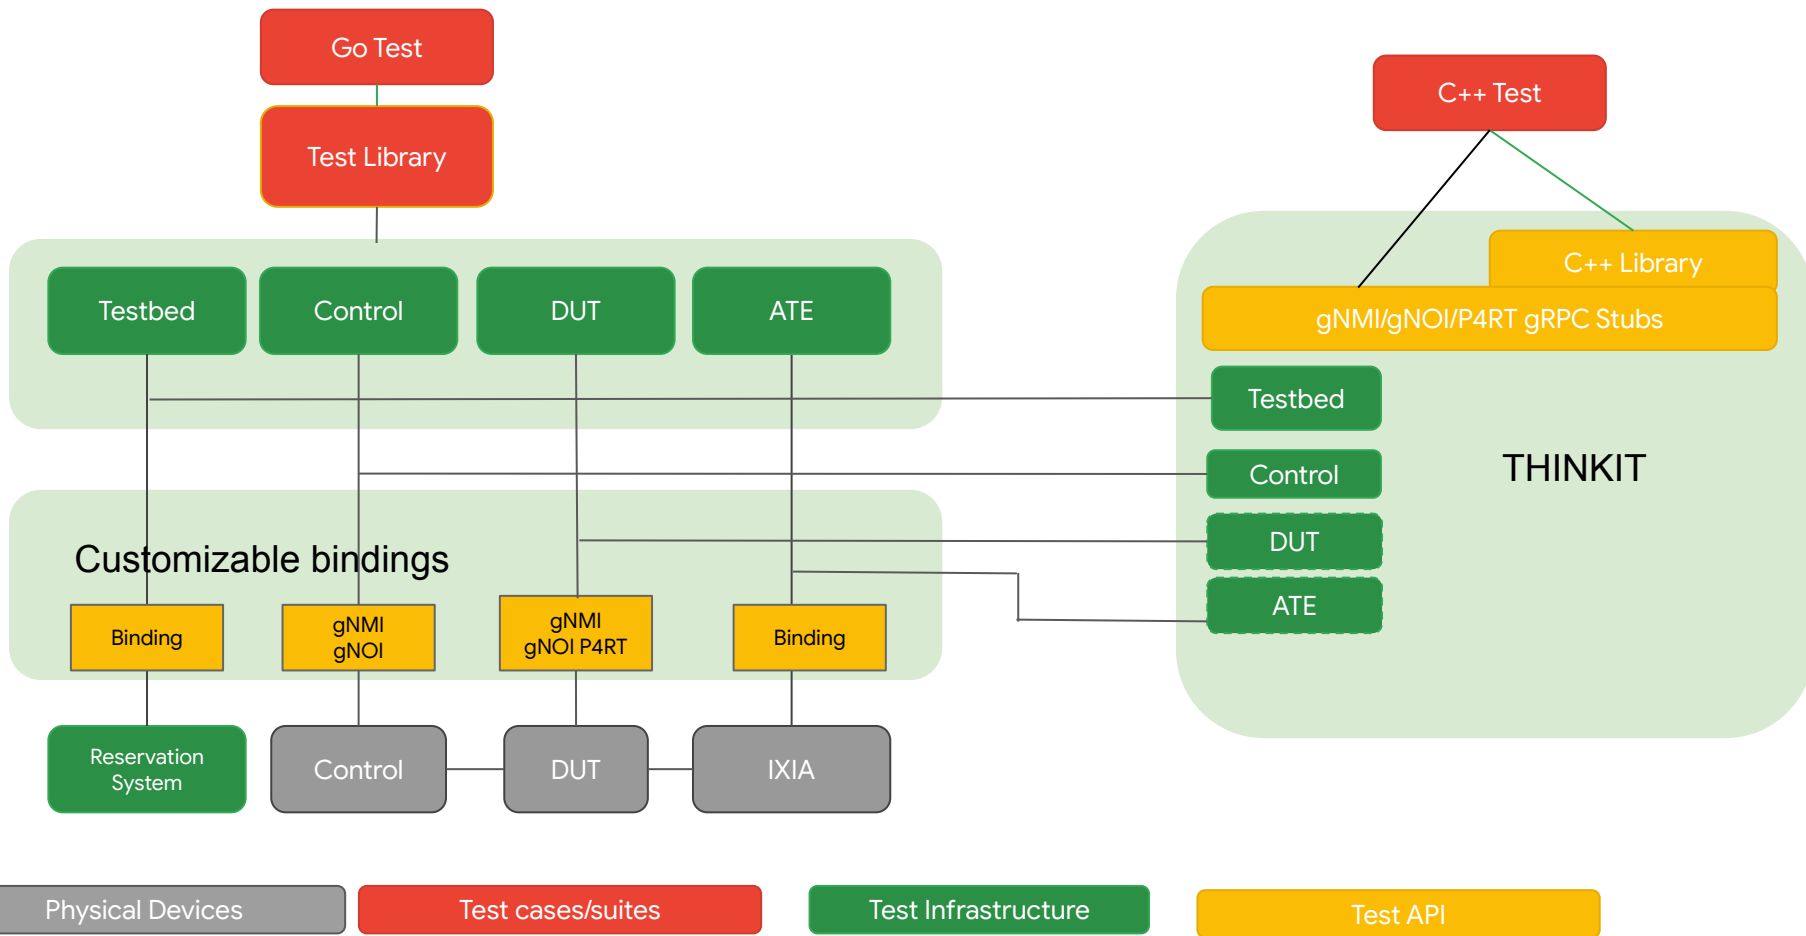 Go Test
Test Library
C++ Test
C++ Library
gNMI/gNOI/P4RT gRPC Stubs
Testbed
Control
DUT
ATE
Testbed
Control
DUT
ATE
THINKIT
Customizable bindings
Binding
gNMI
gNOI
gNMI
gNOI P4RT
Binding
Reservation
System
Control
DUT
IXIA
Physical Devices
Test cases/suites
Test Infrastructure
Test API